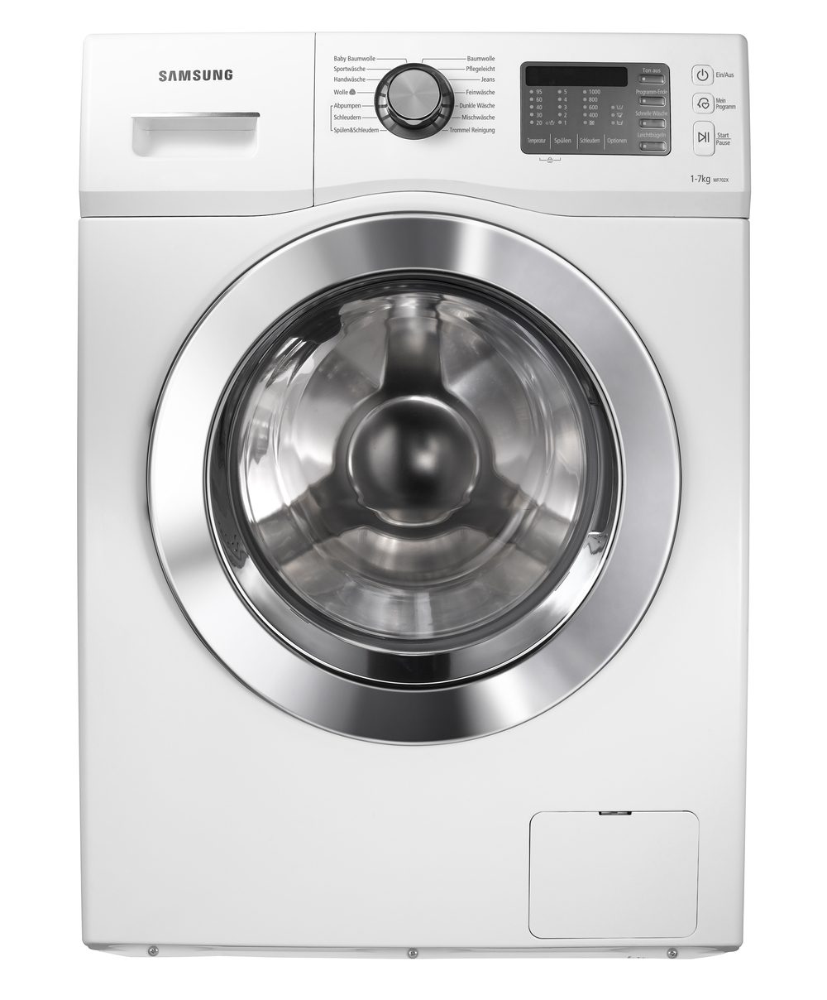 SAMSUNG
Baby Baumwolle
Sportwäsche
Handwäsche
Wolle
Abpumpen
Schleudern
Spülen&Schleudern
Baumwolle
Pflegeleicht
Jeans
Feinwäsche
Dunkle Wäsche
Mischwäsche
Trommel Reinigung
95 5 1000
60 4 800
40 3 600
30 2 400
20 1
Temperatur Spülen Schleudern Optionen
Ton aus
Programm-Ende
Schnelle Wäsche
Leichtbügeln
Ein/Aus
Mein
Programm
Start
Pause
1-7kg WF702X